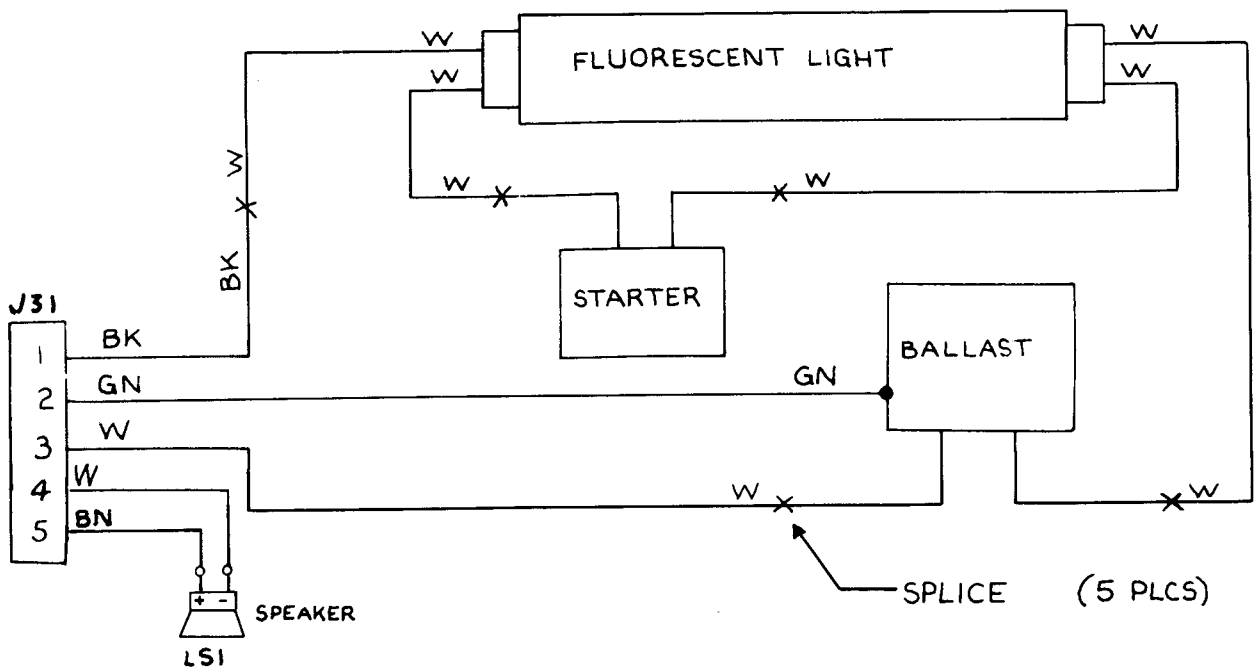 W
FLUORESCENT LIGHT
W
W
W
W
W
W
BK
STARTER
BALLAST
J31
1
BK
2
GN
GN
3
W
4
W
5
BN
W
W
SPLICE (5 PLCS)
+ -
SPEAKER
LS1